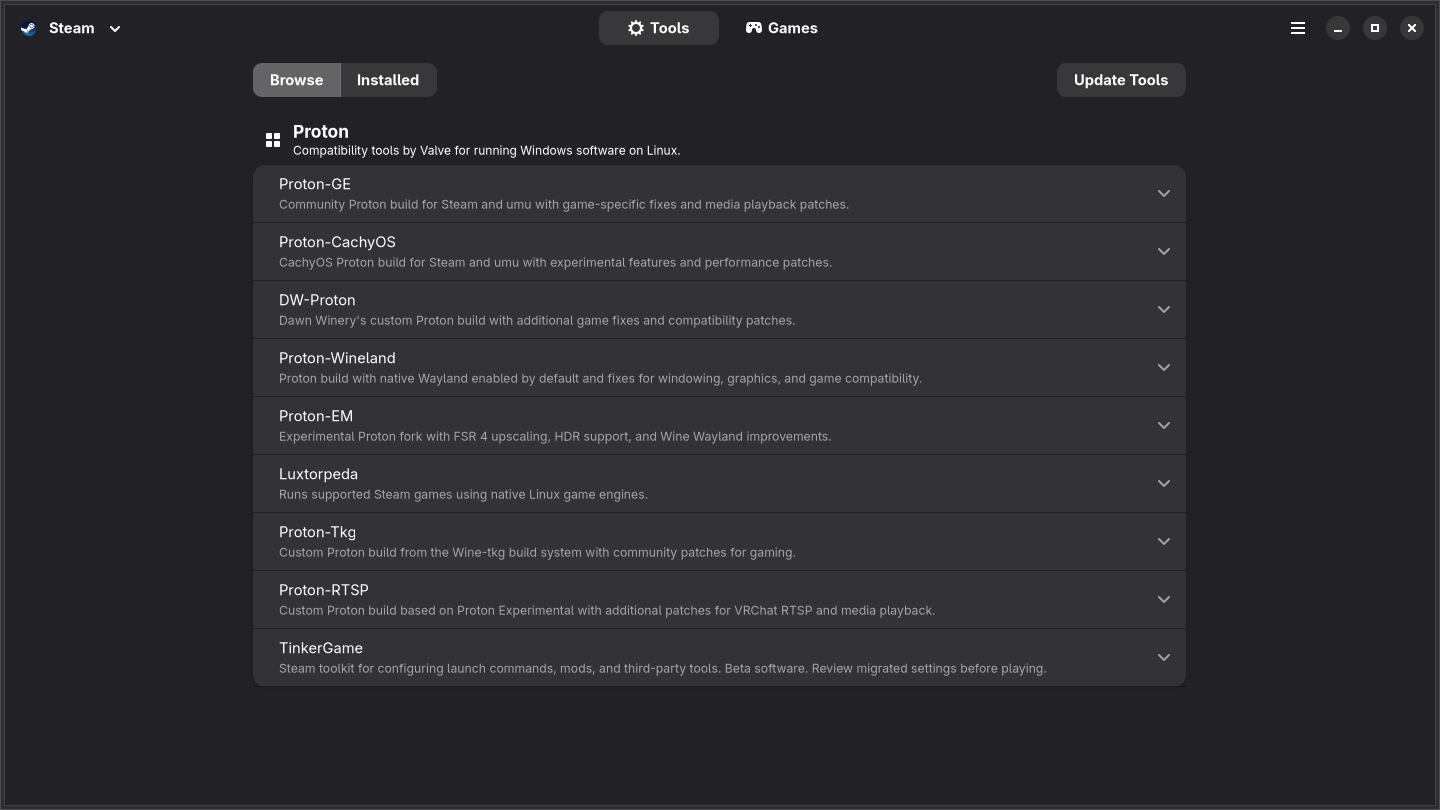 Steam
Tools
Games
Browse
Installed
Update Tools
Proton
Compatibility tools by Valve for running Windows software on Linux.
Proton-GE
Community Proton build for Steam and umu with game-specific fixes and media playback patches.
Proton-CachyOS
CachyOS Proton build for Steam and umu with experimental features and performance patches.
DW-Proton
Dawn Winery's custom Proton build with additional game fixes and compatibility patches.
Proton-Wineland
Proton build with native Wayland enabled by default and fixes for windowing, graphics, and game compatibility.
Proton-EM
Experimental Proton fork with FSR 4 upscaling, HDR support, and Wine Wayland improvements.
Luxtorpeda
Runs supported Steam games using native Linux game engines.
Proton-Tkg
Custom Proton build from the Wine-tkg build system with community patches for gaming.
Proton-RTSP
Custom Proton build based on Proton Experimental with additional patches for VRChat RTSP and media playback.
TinkerGame
Steam toolkit for configuring launch commands, mods, and third-party tools. Beta software. Review migrated settings before playing.